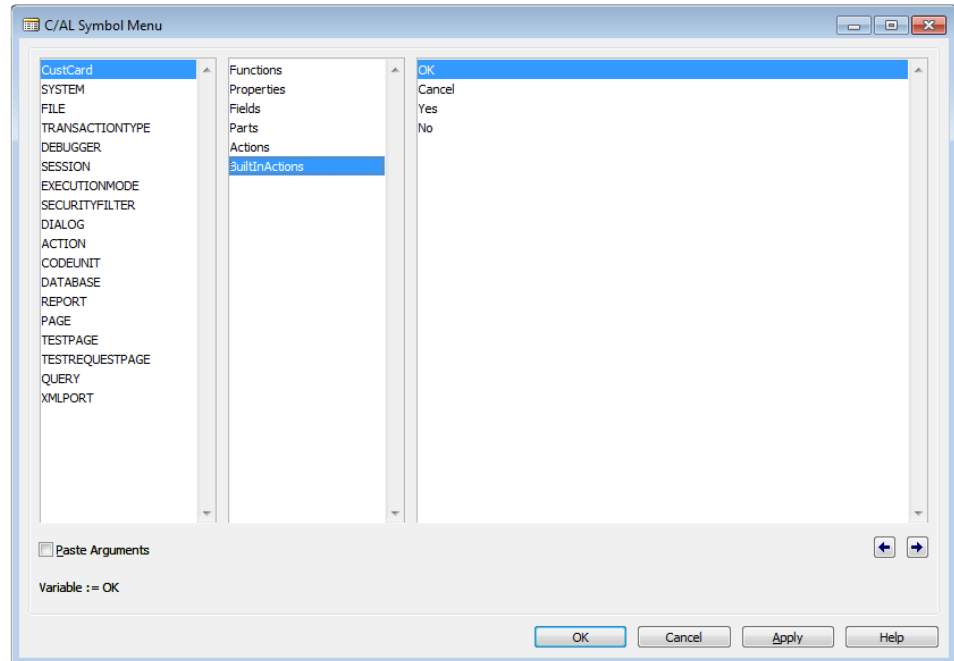 C/AL Symbol Menu
CustCard
SYSTEM
FILE
TRANSACTIONTYPE
DEBUGGER
SESSION
EXECUTIONMODE
SECURITYFILTER
DIALOG
ACTION
CODEUNIT
DATABASE
REPORT
PAGE
TESTPAGE
TESTREQUESTPAGE
QUERY
XMLPORT
Functions
Properties
Fields
Parts
Actions
BuiltInActions
OK
Cancel
Yes
No
Paste Arguments
Variable := OK
OK Cancel Apply Help